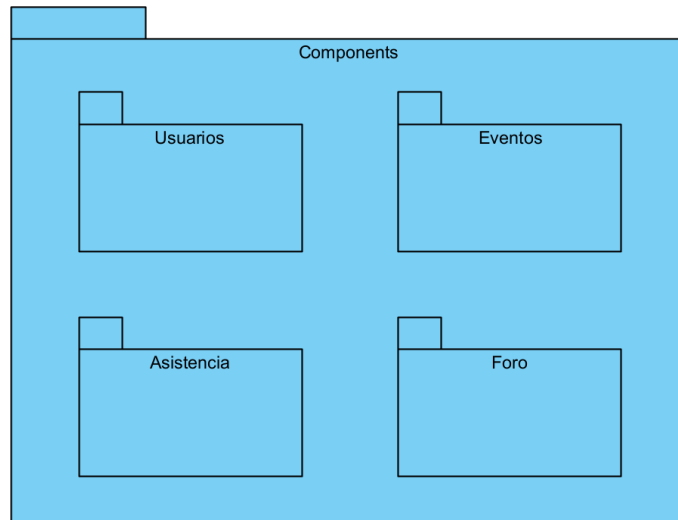 Components
Usuarios
Eventos
Asistencia
Foro